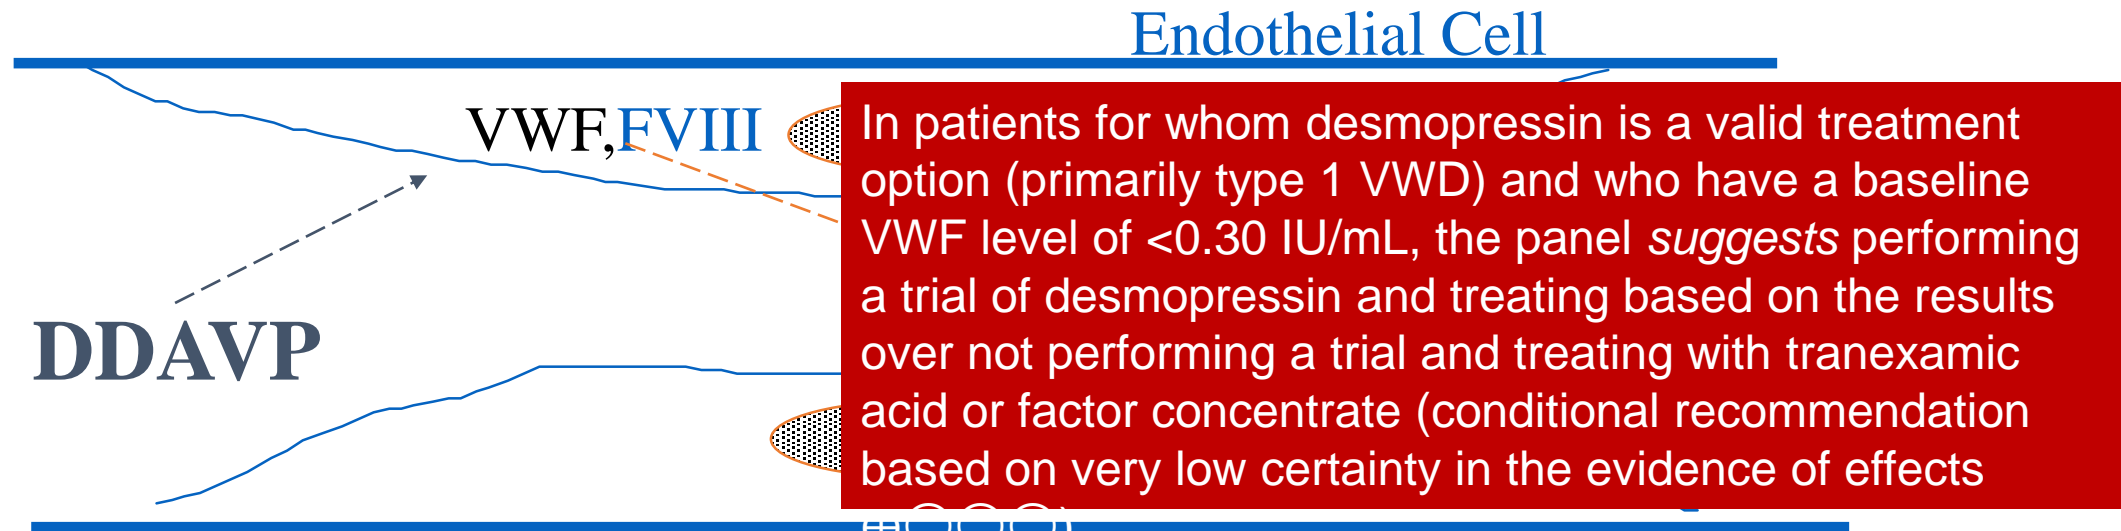 Endothelial Cell
VWF,FVIII
DDAVP
In patients for whom desmopressin is a valid treatment
option (primarily type 1 VWD) and who have a baseline
VWF level of <0.30 IU/mL, the panel suggests performing
a trial of desmopressin and treating based on the results
over not performing a trial and treating with tranexamic
acid or factor concentrate (conditional recommendation
based on very low certainty in the evidence of effects
⊕◯◯◯)